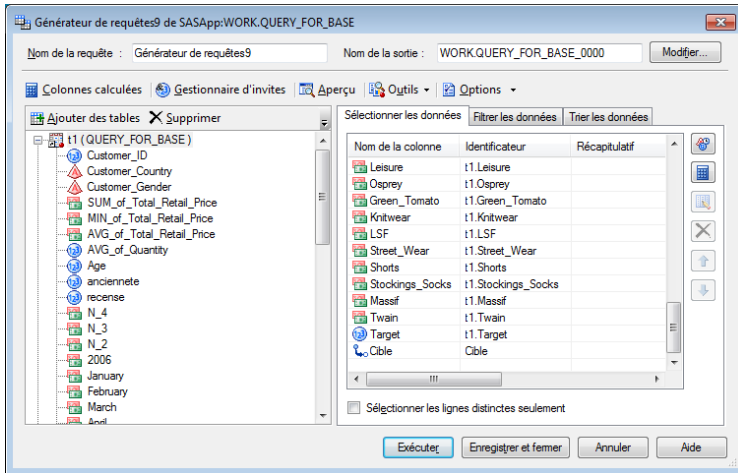 Générateur de requêtes9 de SASApp:WORK.QUERY_FOR_BASE
Nom de la requête : Générateur de requêtes9 Nom de la sortie : WORK.QUERY_FOR_BASE_0000 Modifier...
Colonnes calculées Gestionnaire d'invites Aperçu Outils Options
Ajouter des tables Supprimer
t1 (QUERY_FOR_BASE)
Customer_ID
Customer_Country
Customer_Gender
SUM_of_Total_Retail_Price
MIN_of_Total_Retail_Price
AVG_of_Total_Retail_Price
AVG_of_Quantity
Age
anciennete
recense
N_4
N_3
N_2
2006
January
February
March
April
Sélectionner les données Filtrer les données Trier les données
Nom de la colonne Identificateur Récapitulatif
Leisure t1.Leisure
Osprey t1.Osprey
Green_Tomato t1.Green_Tomato
Knitwear t1.Knitwear
LSF t1.LSF
Street_Wear t1.Street_Wear
Shorts t1.Shorts
Stockings_Socks t1.Stockings_Socks
Massif t1.Massif
Twain t1.Twain
Target t1.Target
Cible Cible
Sélectionner les lignes distinctes seulement
Exécuter Enregistrer et fermer Annuler Aide